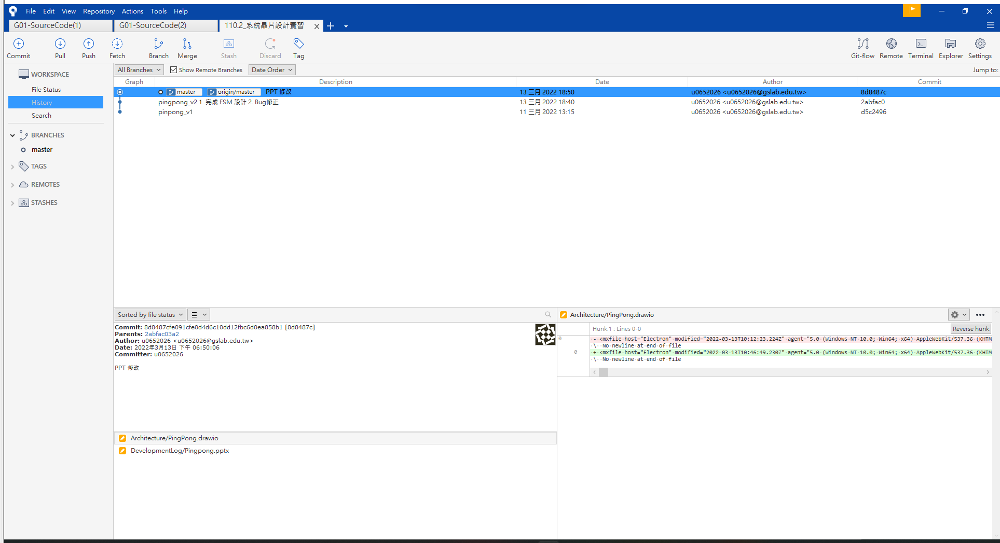 File Edit View Repository Actions Tools Help
G01-SourceCode(1) G01-SourceCode(2) 110.2_系統晶片設計實習
Commit Pull Push Fetch Branch Merge Stash Discard Tag Git-flow Remote Terminal Explorer Settings
WORKSPACE
File Status
History
Search
BRANCHES
master
TAGS
REMOTES
STASHES
All Branches Show Remote Branches Date Order Jump to:
Graph Description Date Author Commit
master origin/master PPT 修改 13 三月 2022 18:50 u0652026 <u0652026@gslab.edu.tw> 8d8487c
pingpong_v2 1. 完成 FSM 設計 2. Bug修正 13 三月 2022 18:40 u0652026 <u0652026@gslab.edu.tw> 2abfac0
pinpong_v1 11 三月 2022 13:15 u0652026 <u0652026@gslab.edu.tw> d5c2496
Sorted by file status
Commit: 8d8487cfe091cfe0d4d6c10dd12fbc6d0ea858b1 [8d8487c]
Parents: 2abfac03a2
Author: u0652026 <u0652026@gslab.edu.tw>
Date: 2022年3月13日 下午 06:50:06
Committer: u0652026
PPT 修改
Architecture/PingPong.drawio
DevelopmentLog/Pingpong.pptx
Architecture/PingPong.drawio
Hunk 1 : Lines 0-0 Reverse hunk
0 - <mxfile host="Electron" modified="2022-03-13T10:12:23.224Z" agent="5.0 (Windows NT 10.0; Win64; x64) AppleWebKit/537.36 (KHTM
\ No newline at end of file
0 + <mxfile host="Electron" modified="2022-03-13T10:46:49.230Z" agent="5.0 (Windows NT 10.0; Win64; x64) AppleWebKit/537.36 (KHTM
\ No newline at end of file